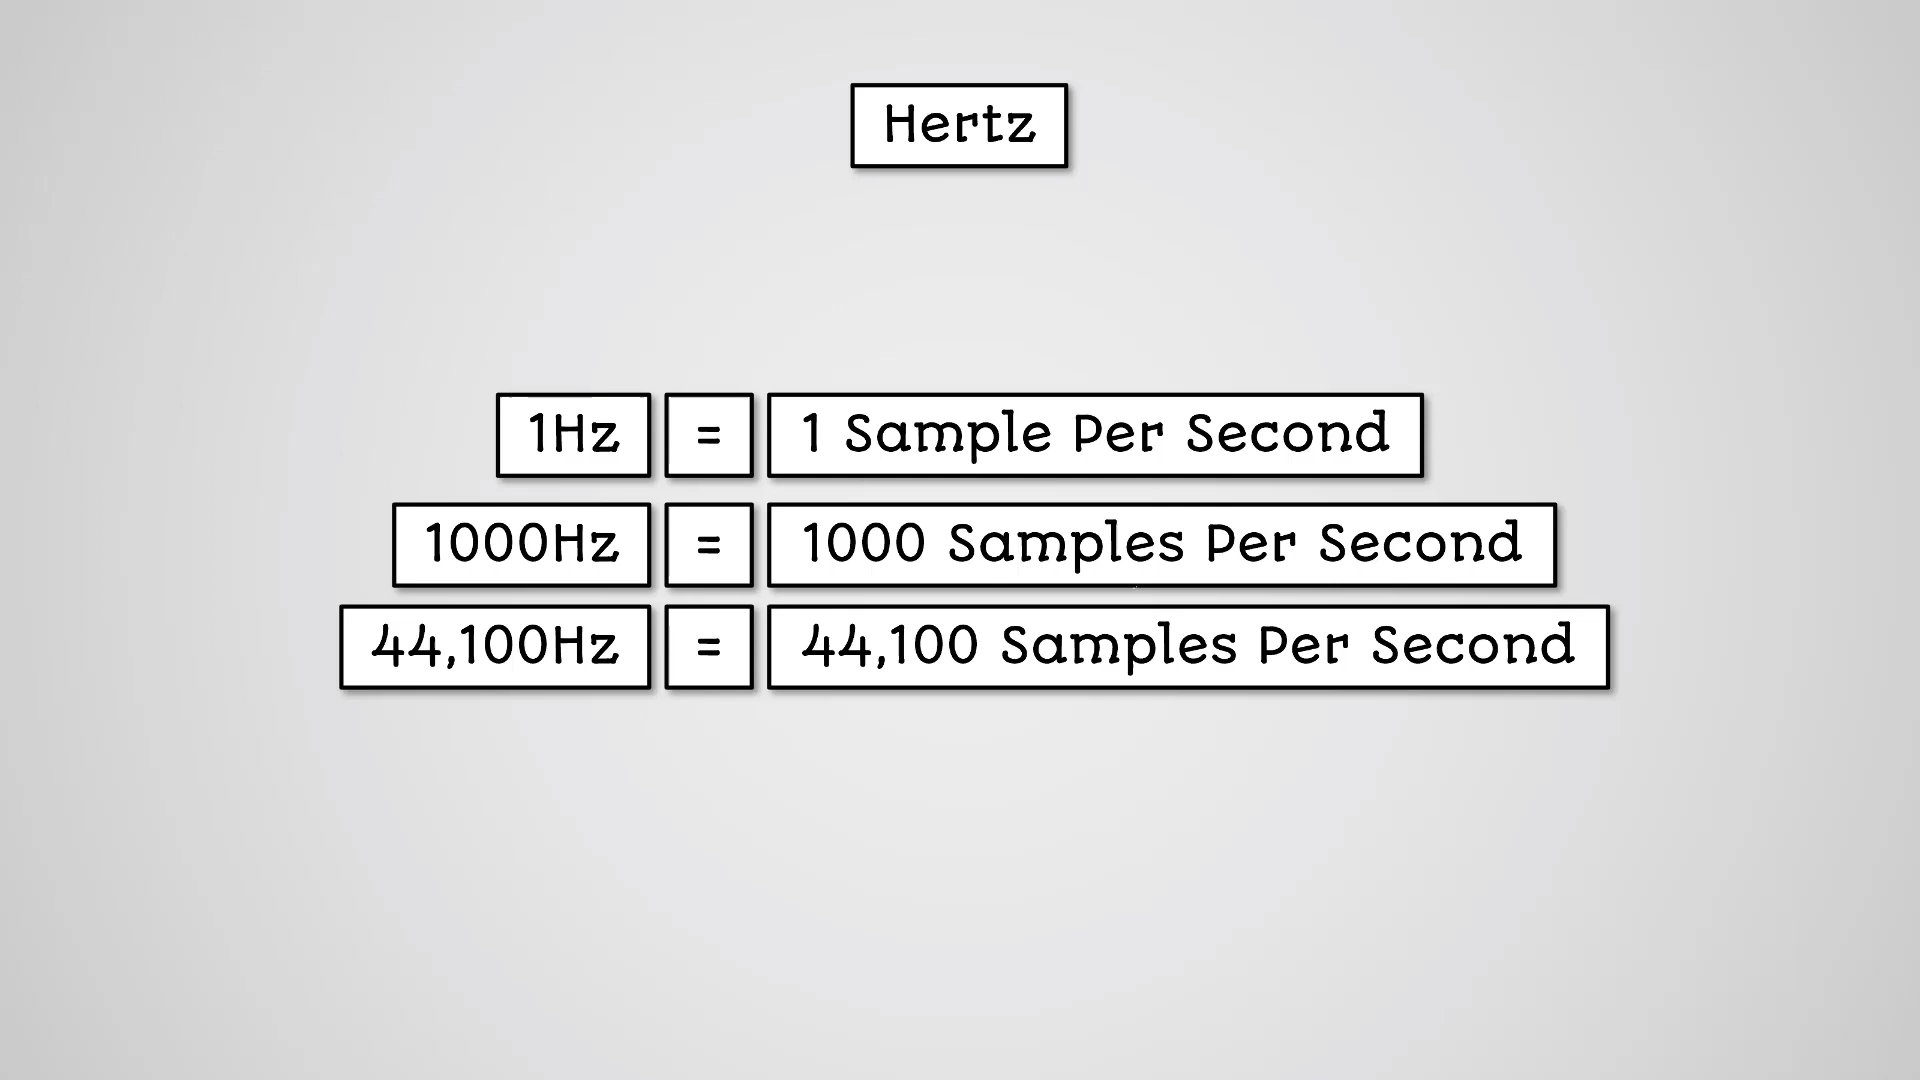 Hertz
1Hz = 1 Sample Per Second
1000Hz = 1000 Samples Per Second
44,100Hz = 44,100 Samples Per Second